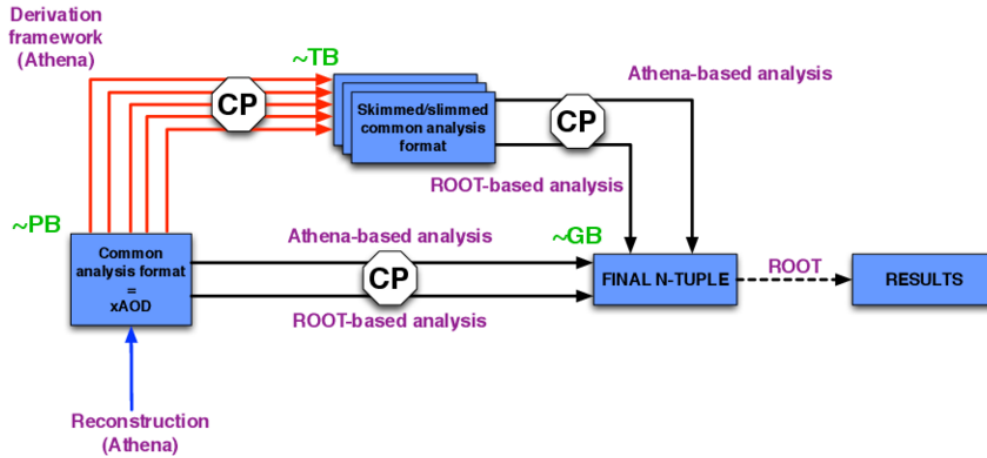 Derivation
framework
(Athena)
~TB
CP
Skimmed/slimmed
common analysis
format
CP
Athena-based analysis
ROOT-based analysis
~PB
Common
analysis format
=
xAOD
Athena-based analysis
CP
ROOT-based analysis
~GB
FINAL N-TUPLE
ROOT
RESULTS
Reconstruction
(Athena)